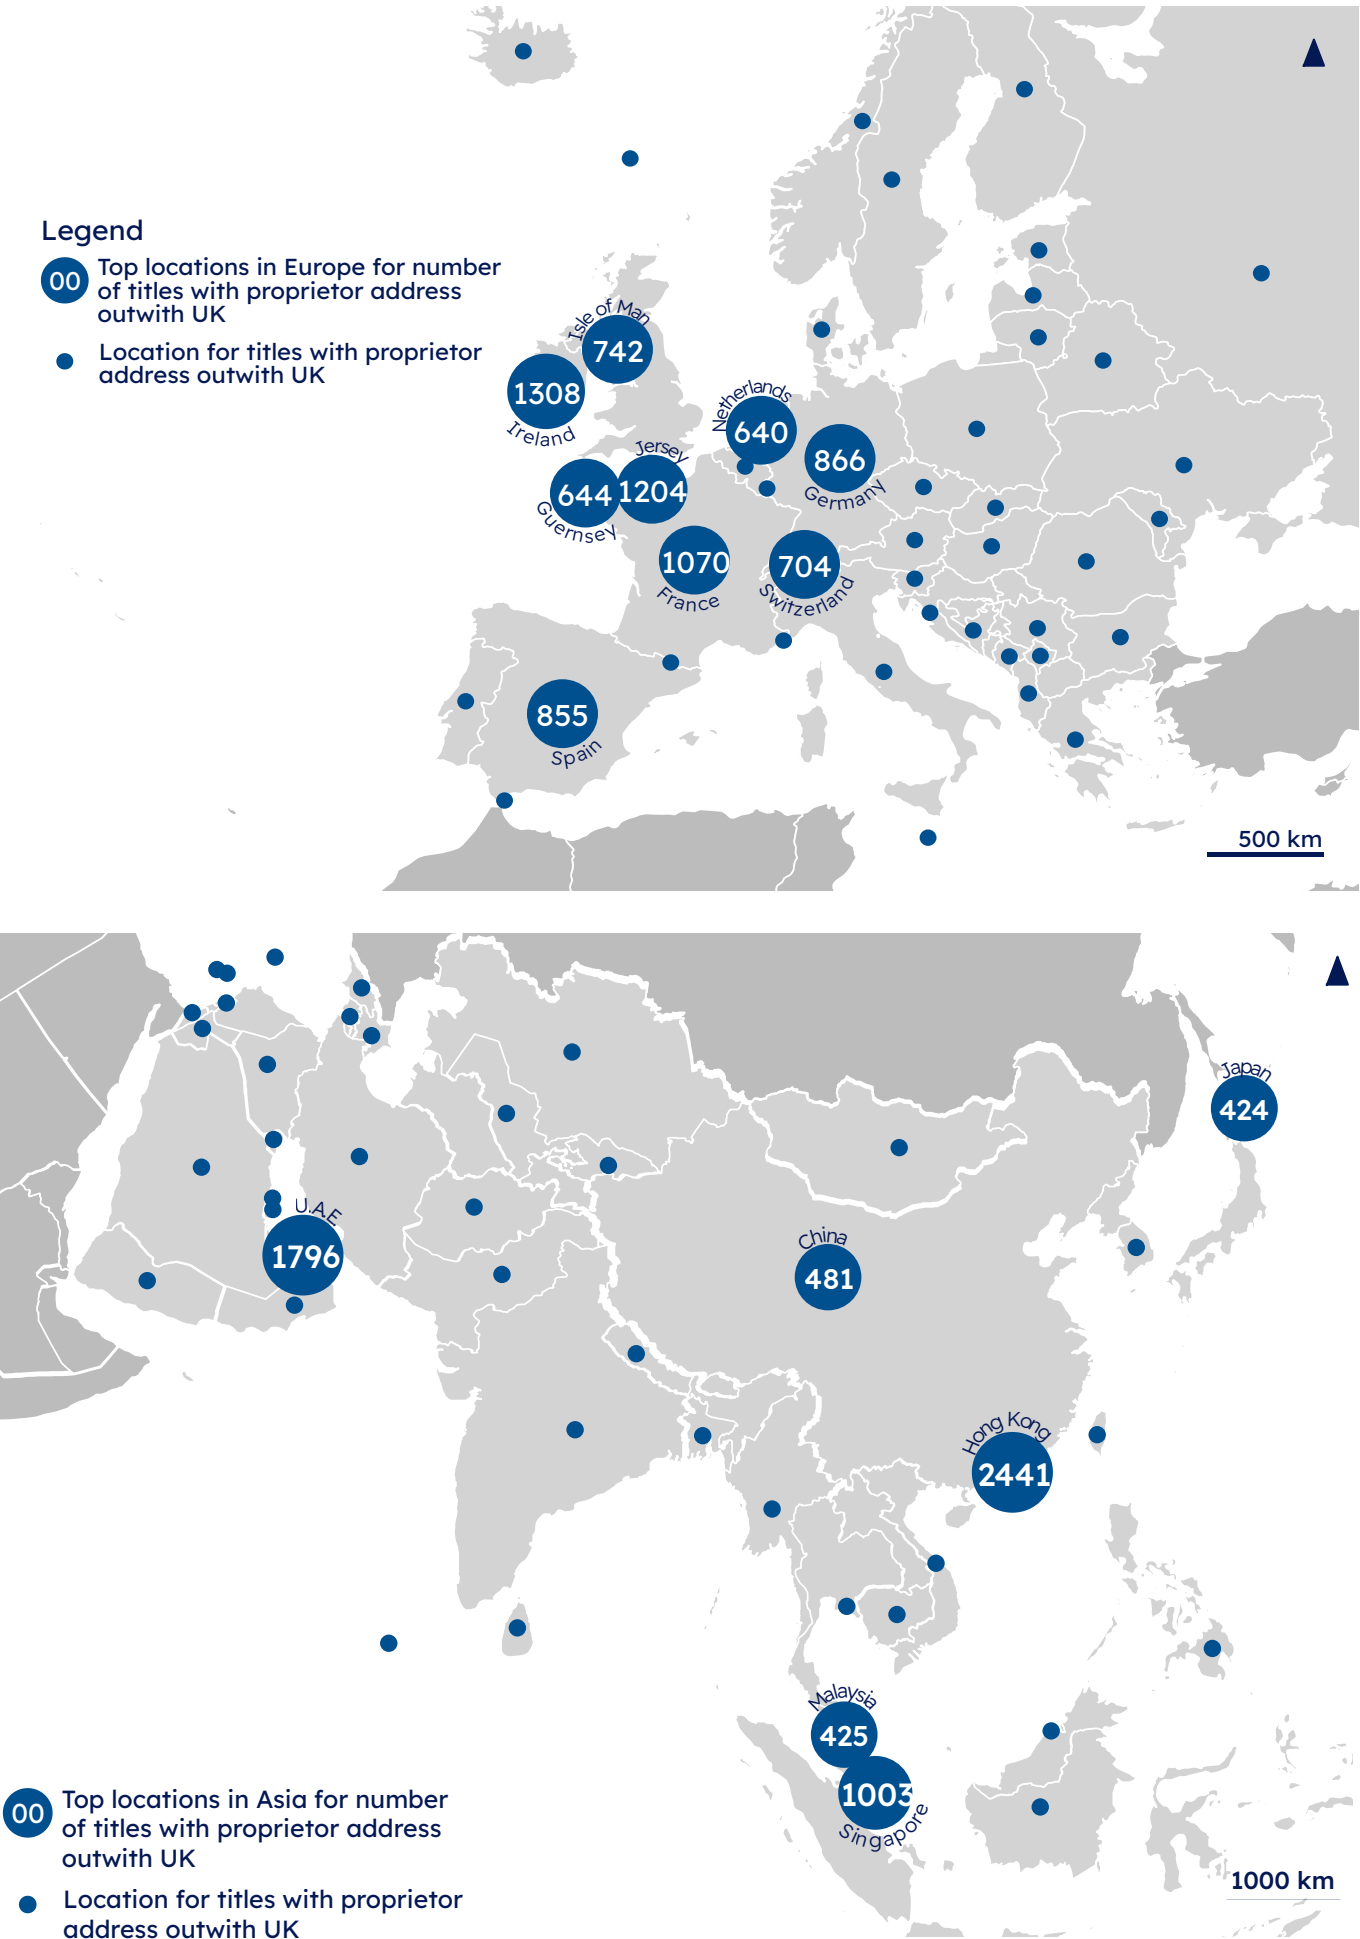 Legend
00
Top locations in Europe for number
of titles with proprietor address
outwith UK
Location for titles with proprietor
address outwith UK
Isle of Man
742
1308
Ireland
Netherlands
640
866
Germany
Jersey
644
1204
Guernsey
1070
France
704
Switzerland
855
Spain
500 km
Japan
424
U.A.E
1796
China
481
Hong Kong
2441
Malaysia
425
1003
Singapore
00
Top locations in Asia for number
of titles with proprietor address
outwith UK
Location for titles with proprietor
address outwith UK
1000 km